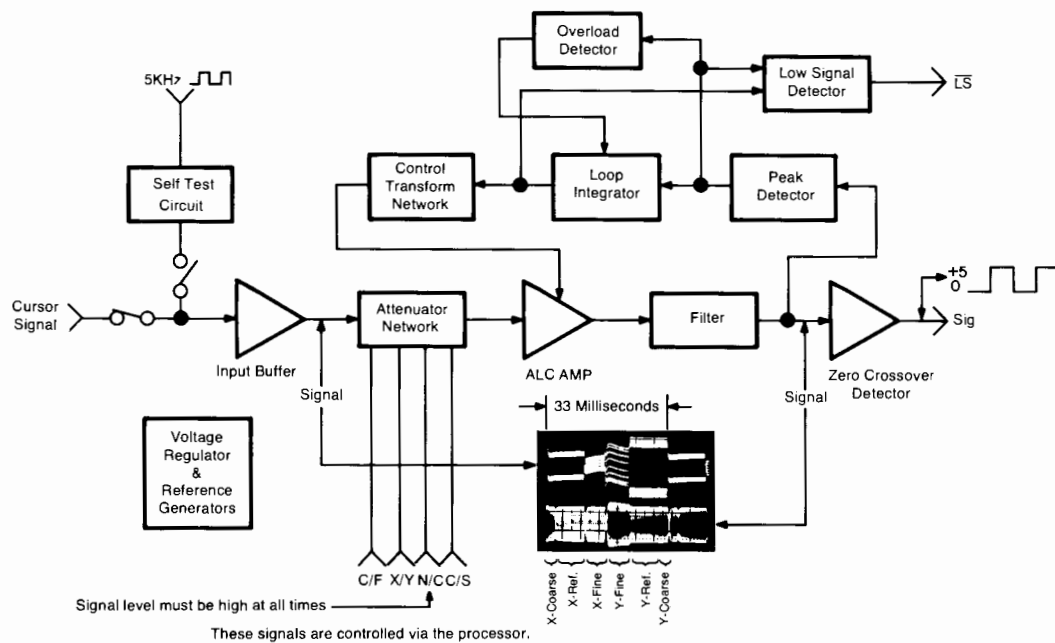 Overload
Detector
Low Signal
Detector
LS
5KHz
Self Test
Circuit
Control
Transform
Network
Loop
Integrator
Peak
Detector
Cursor
Signal
Input Buffer
Attenuator
Network
ALC AMP
Filter
+5
0
Sig
Zero Crossover
Detector
Signal
Signal
33 Milliseconds
Voltage
Regulator
&
Reference
Generators
C/F X/Y N/C C/S
X-Coarse
X-Ref.
X-Fine
Y-Fine
Y-Ref.
Y-Coarse
Signal level must be high at all times
These signals are controlled via the processor.